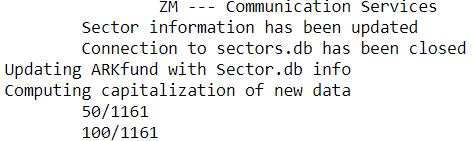 ZM --- Communication Services
Sector information has been updated
Connection to sectors.db has been closed
Updating ARKfund with Sector.db info
Computing capitalization of new data
50/1161
100/1161